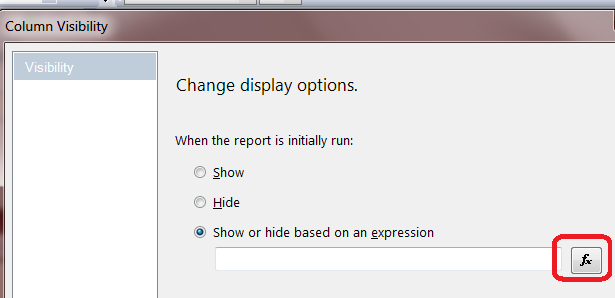 Column Visibility
Visibility
Change display options.
When the report is initially run:
Show
Hide
Show or hide based on an expression
fx